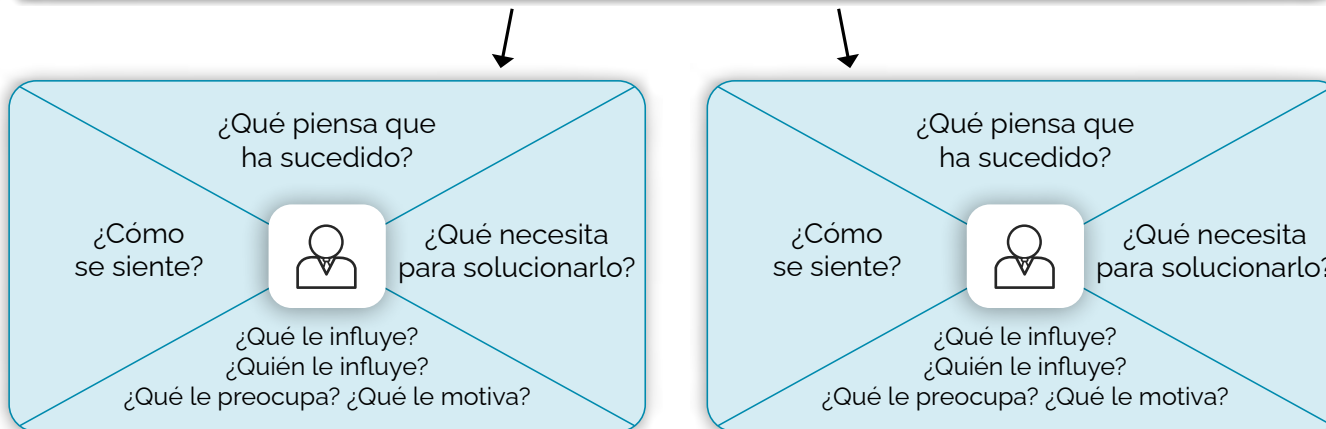 ¿Qué piensa que
ha sucedido?
¿Cómo
se siente?
¿Qué necesita
para solucionarlo?
¿Qué le influye?
¿Quién le influye?
¿Qué le preocupa? ¿Qué le motiva?
¿Qué piensa que
ha sucedido?
¿Cómo
se siente?
¿Qué necesita
para solucionarlo?
¿Qué le influye?
¿Quién le influye?
¿Qué le preocupa? ¿Qué le motiva?